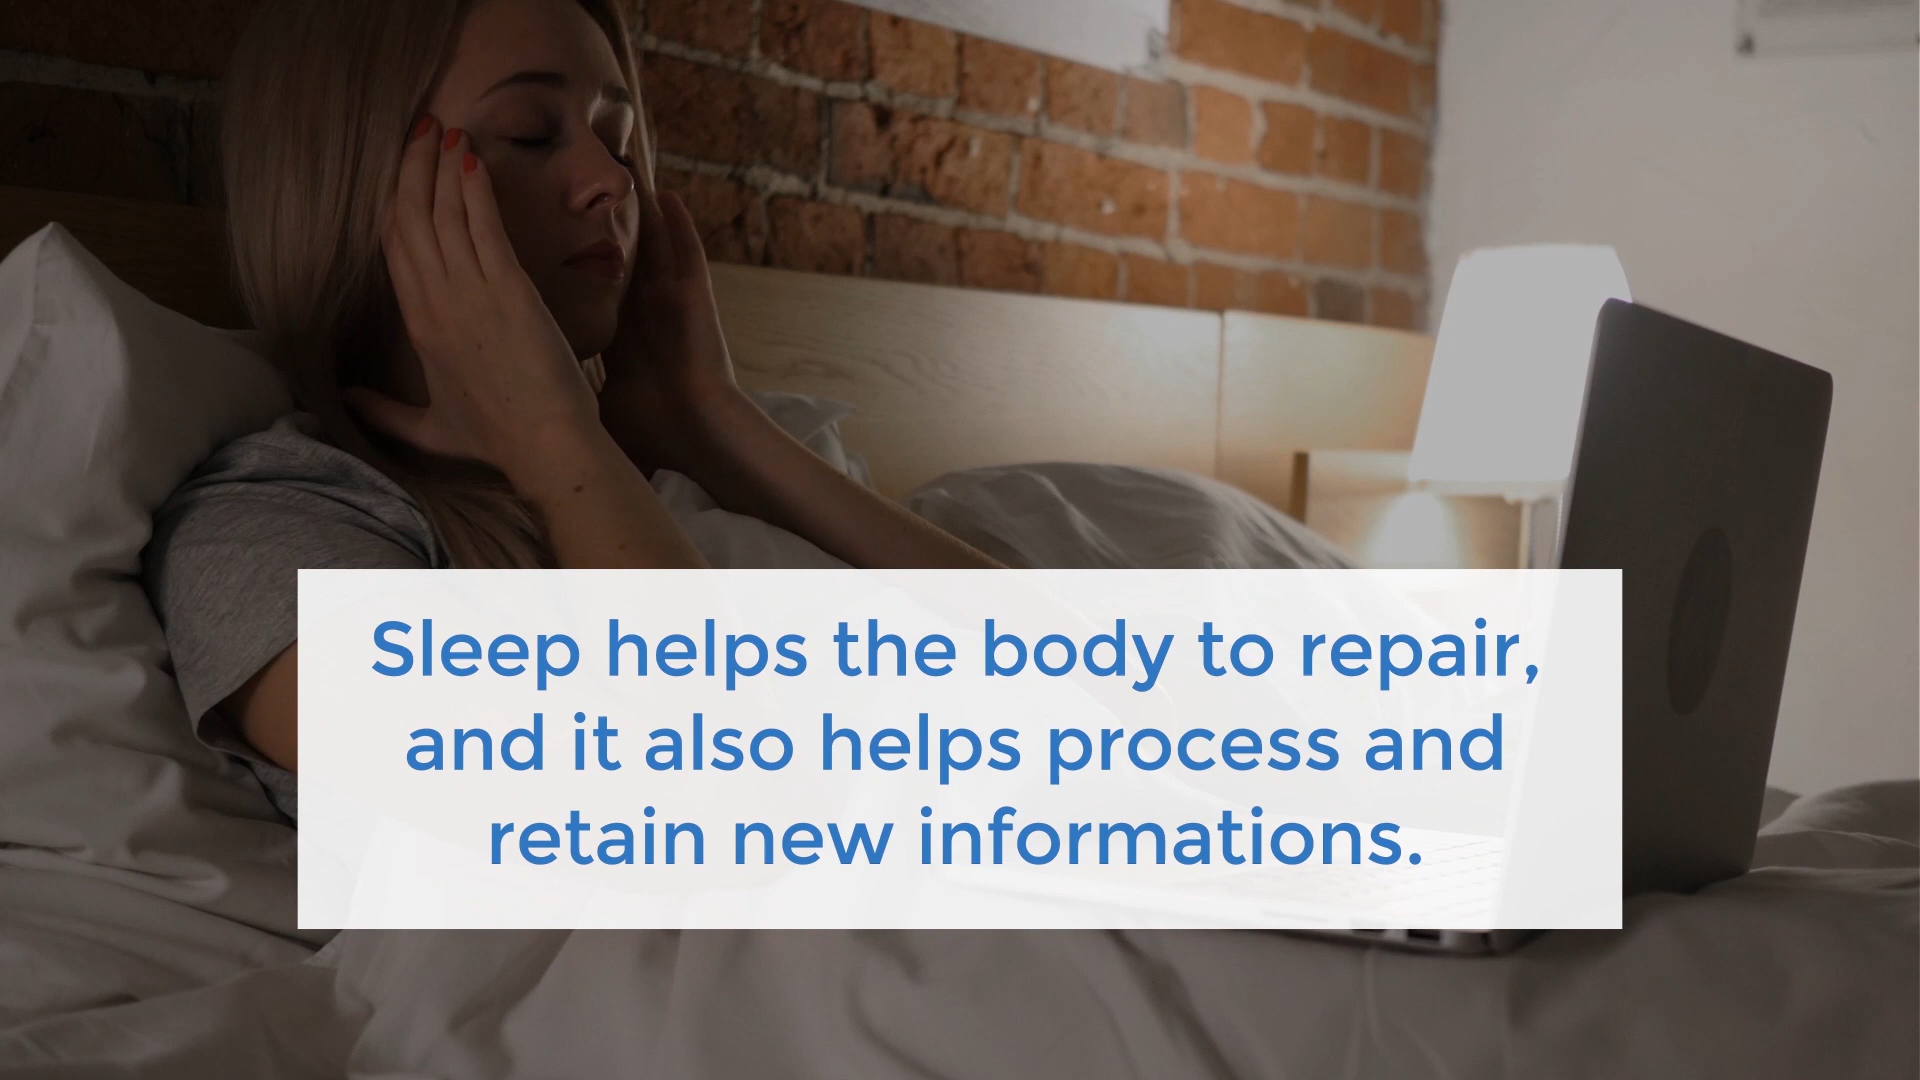 Sleep helps the body to repair,
and it also helps process and
retain new informations.